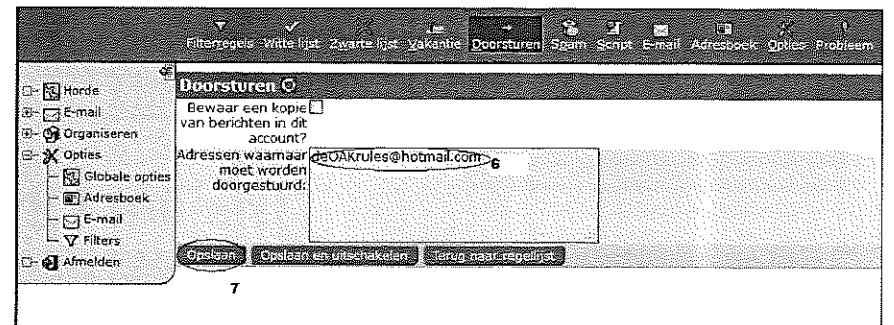 Filterregels Witte lijst Zwarte lijst Vakantie Doorsturen Spam Script E-mail Adresboek Opties Probleem
Horde
E-mail
Organiseren
Opties
Globale opties
Adresboek
E-mail
Filters
Afmelden
Doorsturen
Bewaar een kopie
van berichten in dit
account?
Adressen waarnaar
moet worden
doorgestuurd:
deOAKrules@hotmail.com
6
Opslaan Opslaan en uitschakelen Terug naar regellijst
7